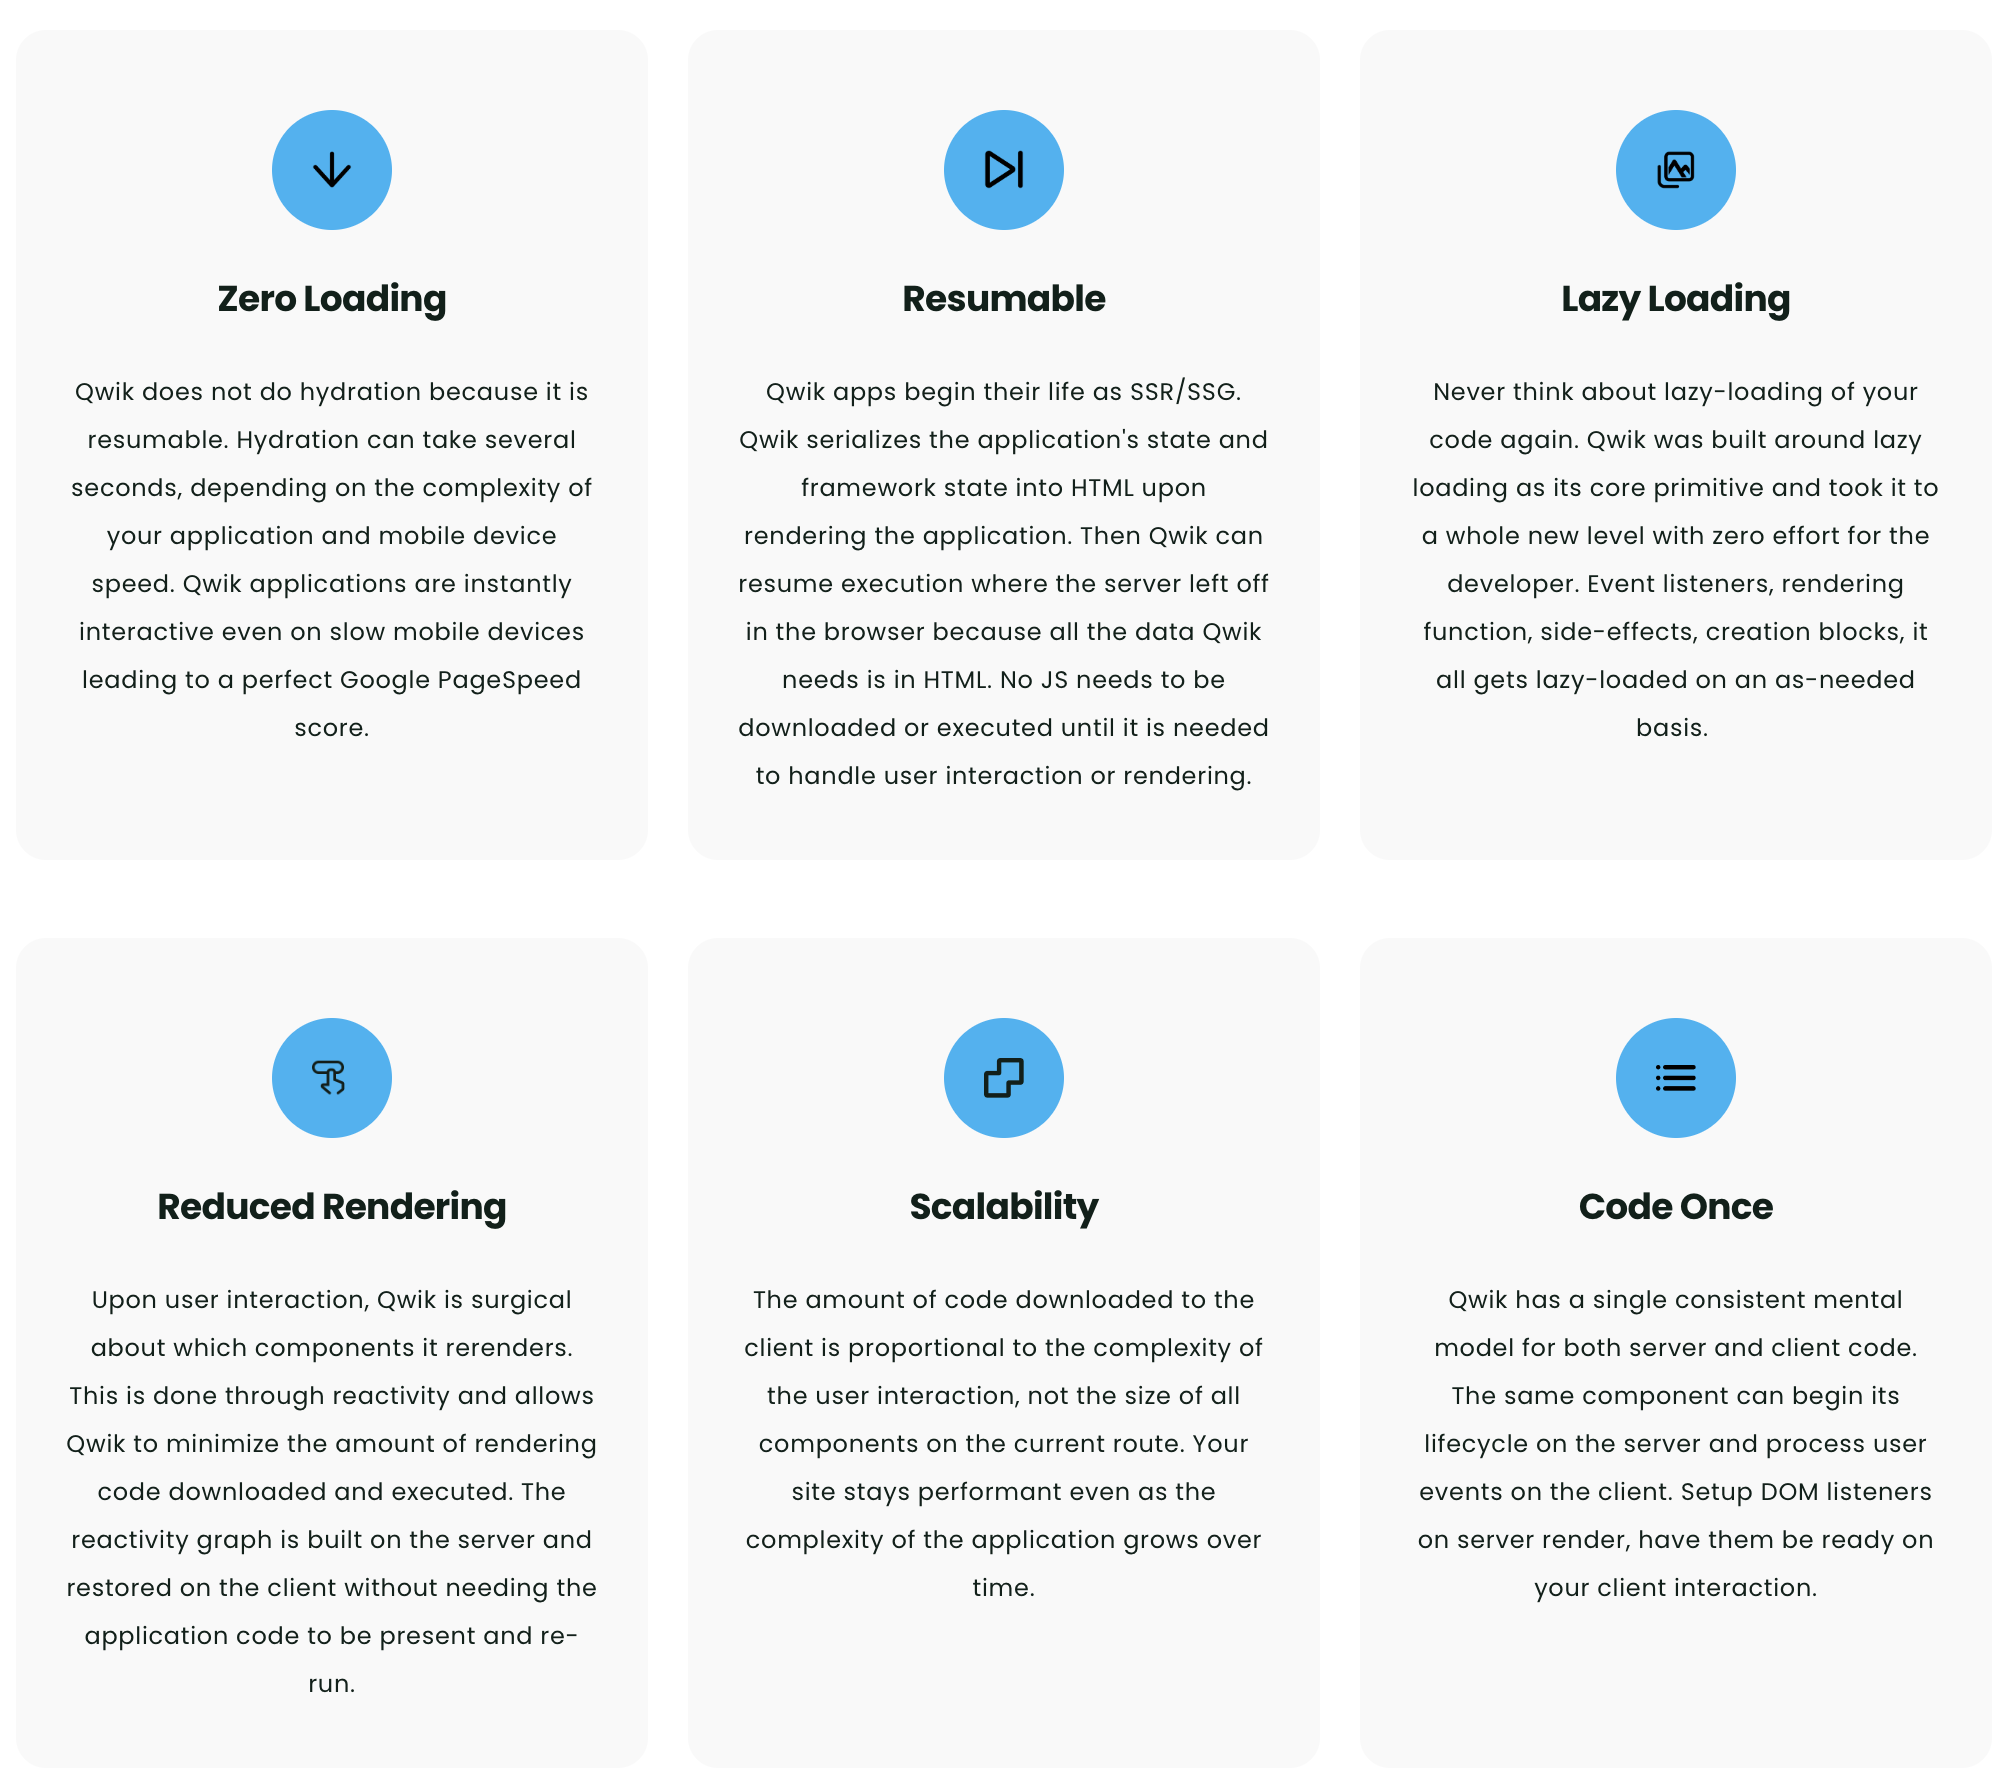 Zero Loading
Qwik does not do hydration because it is
resumable. Hydration can take several
seconds, depending on the complexity of
your application and mobile device
speed. Qwik applications are instantly
interactive even on slow mobile devices
leading to a perfect Google PageSpeed
score.
Resumable
Qwik apps begin their life as SSR/SSG.
Qwik serializes the application's state and
framework state into HTML upon
rendering the application. Then Qwik can
resume execution where the server left off
in the browser because all the data Qwik
needs is in HTML. No JS needs to be
downloaded or executed until it is needed
to handle user interaction or rendering.
Lazy Loading
Never think about lazy-loading of your
code again. Qwik was built around lazy
loading as its core primitive and took it to
a whole new level with zero effort for the
developer. Event listeners, rendering
function, side-effects, creation blocks, it
all gets lazy-loaded on an as-needed
basis.
Reduced Rendering
Upon user interaction, Qwik is surgical
about which components it rerenders.
This is done through reactivity and allows
Qwik to minimize the amount of rendering
code downloaded and executed. The
reactivity graph is built on the server and
restored on the client without needing the
application code to be present and re-
run.
Scalability
The amount of code downloaded to the
client is proportional to the complexity of
the user interaction, not the size of all
components on the current route. Your
site stays performant even as the
complexity of the application grows over
time.
Code Once
Qwik has a single consistent mental
model for both server and client code.
The same component can begin its
lifecycle on the server and process user
events on the client. Setup DOM listeners
on server render, have them be ready on
your client interaction.